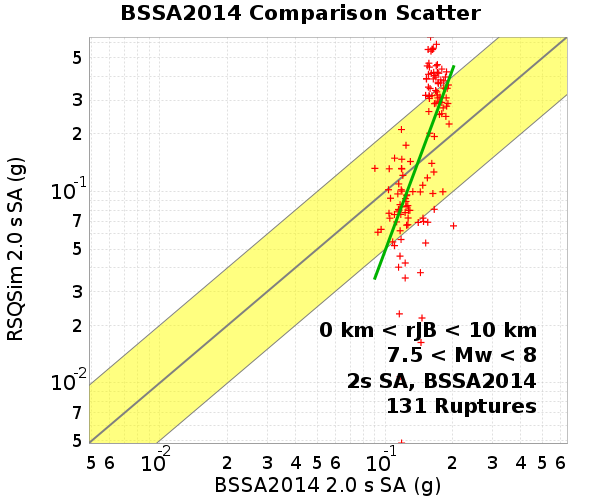 BSSA2014 Comparison Scatter
RSQSim 2.0 s SA (g)
5
3
2
10-1
7
5
3
2
10-2
7
5
0 km < rJB < 10 km
7.5 < Mw < 8
2s SA, BSSA2014
131 Ruptures
5 6 10-2 2 3 4 5 6 10-1 2 3 4 5 6
BSSA2014 2.0 s SA (g)